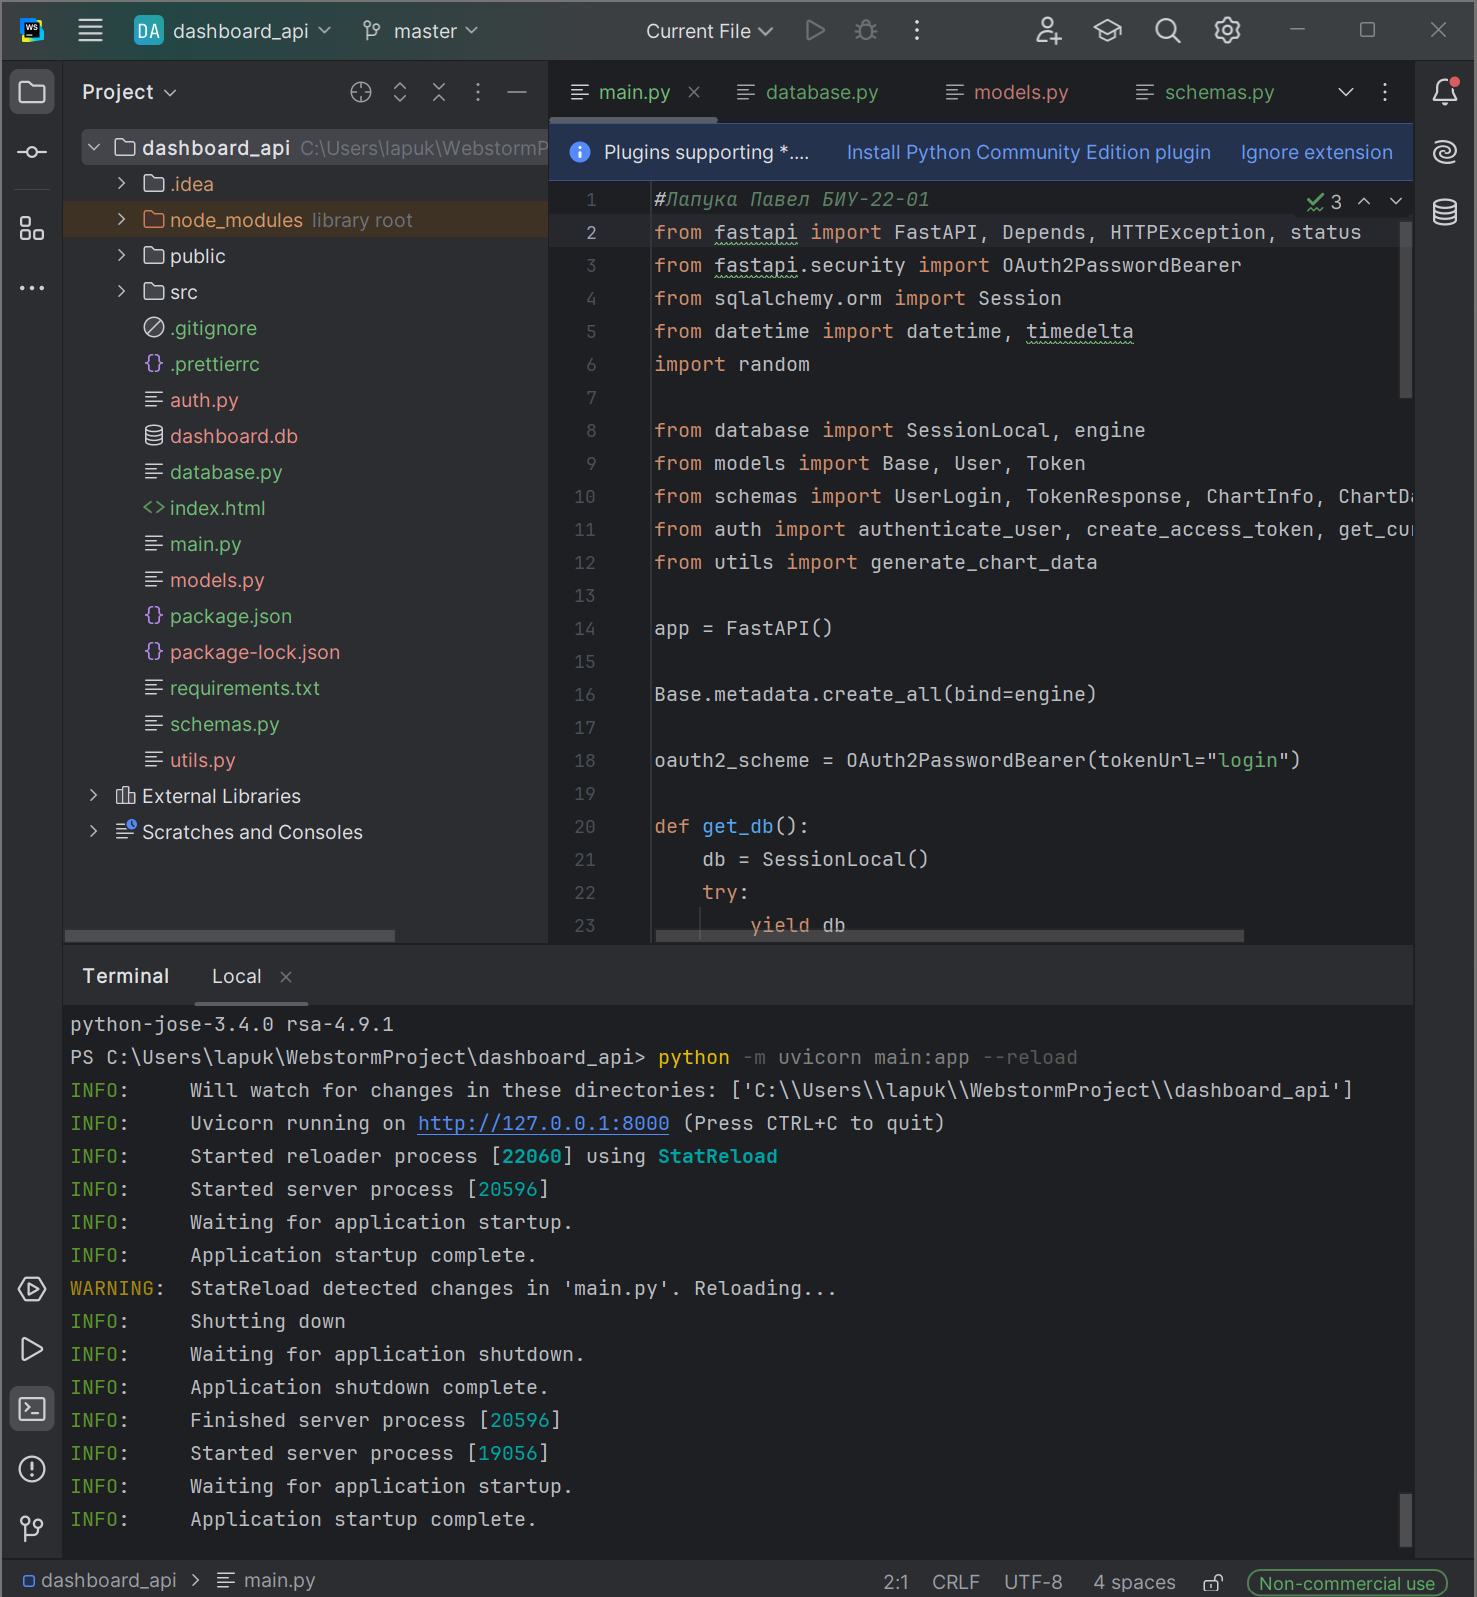 WS
DA dashboard_api
master
Current File
Project
main.py
database.py
models.py
schemas.py
dashboard_api C:\Users\lapuk\WebstormP
.idea
node_modules library root
public
src
.gitignore
.prettierrc
auth.py
dashboard.db
database.py
index.html
main.py
models.py
package.json
package-lock.json
requirements.txt
schemas.py
utils.py
External Libraries
Scratches and Consoles
Plugins supporting *.... Install Python Community Edition plugin Ignore extension
3
1 #Лапука Павел БИУ-22-01
2 from fastapi import FastAPI, Depends, HTTPException, status
3 from fastapi.security import OAuth2PasswordBearer
4 from sqlalchemy.orm import Session
5 from datetime import datetime, timedelta
6 import random
7
8 from database import SessionLocal, engine
9 from models import Base, User, Token
10 from schemas import UserLogin, TokenResponse, ChartInfo, ChartDa
11 from auth import authenticate_user, create_access_token, get_cur
12 from utils import generate_chart_data
13
14 app = FastAPI()
15
16 Base.metadata.create_all(bind=engine)
17
18 oauth2_scheme = OAuth2PasswordBearer(tokenUrl="login")
19
20 def get_db():
21     db = SessionLocal()
22     try:
23         yield db
Terminal Local
python-jose-3.4.0 rsa-4.9.1
PS C:\Users\lapuk\WebstormProject\dashboard_api> python -m uvicorn main:app --reload
INFO:     Will watch for changes in these directories: ['C:\\Users\\lapuk\\WebstormProject\\dashboard_api']
INFO:     Uvicorn running on http://127.0.0.1:8000 (Press CTRL+C to quit)
INFO:     Started reloader process [22060] using StatReload
INFO:     Started server process [20596]
INFO:     Waiting for application startup.
INFO:     Application startup complete.
WARNING:  StatReload detected changes in 'main.py'. Reloading...
INFO:     Shutting down
INFO:     Waiting for application shutdown.
INFO:     Application shutdown complete.
INFO:     Finished server process [20596]
INFO:     Started server process [19056]
INFO:     Waiting for application startup.
INFO:     Application startup complete.
dashboard_api > main.py
2:1 CRLF UTF-8 4 spaces Non-commercial use